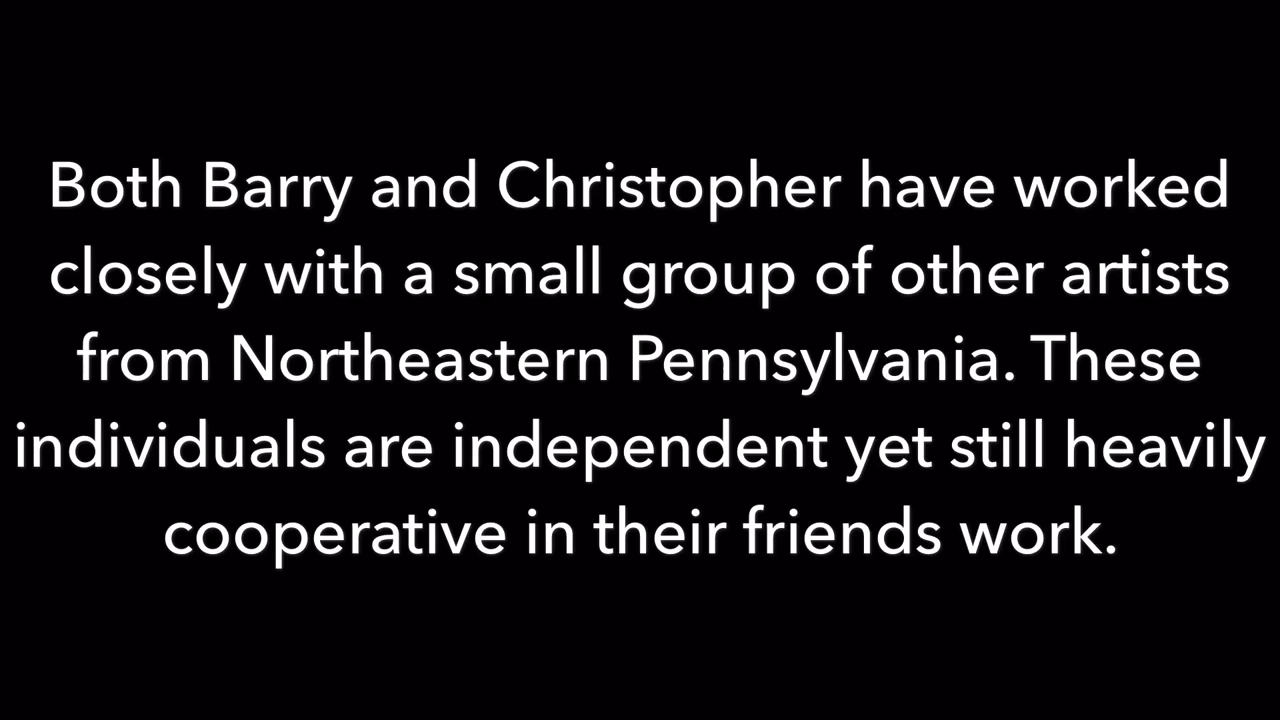 Both Barry and Christopher have worked
closely with a small group of other artists
from Northeastern Pennsylvania. These
individuals are independent yet still heavily
cooperative in their friends work.